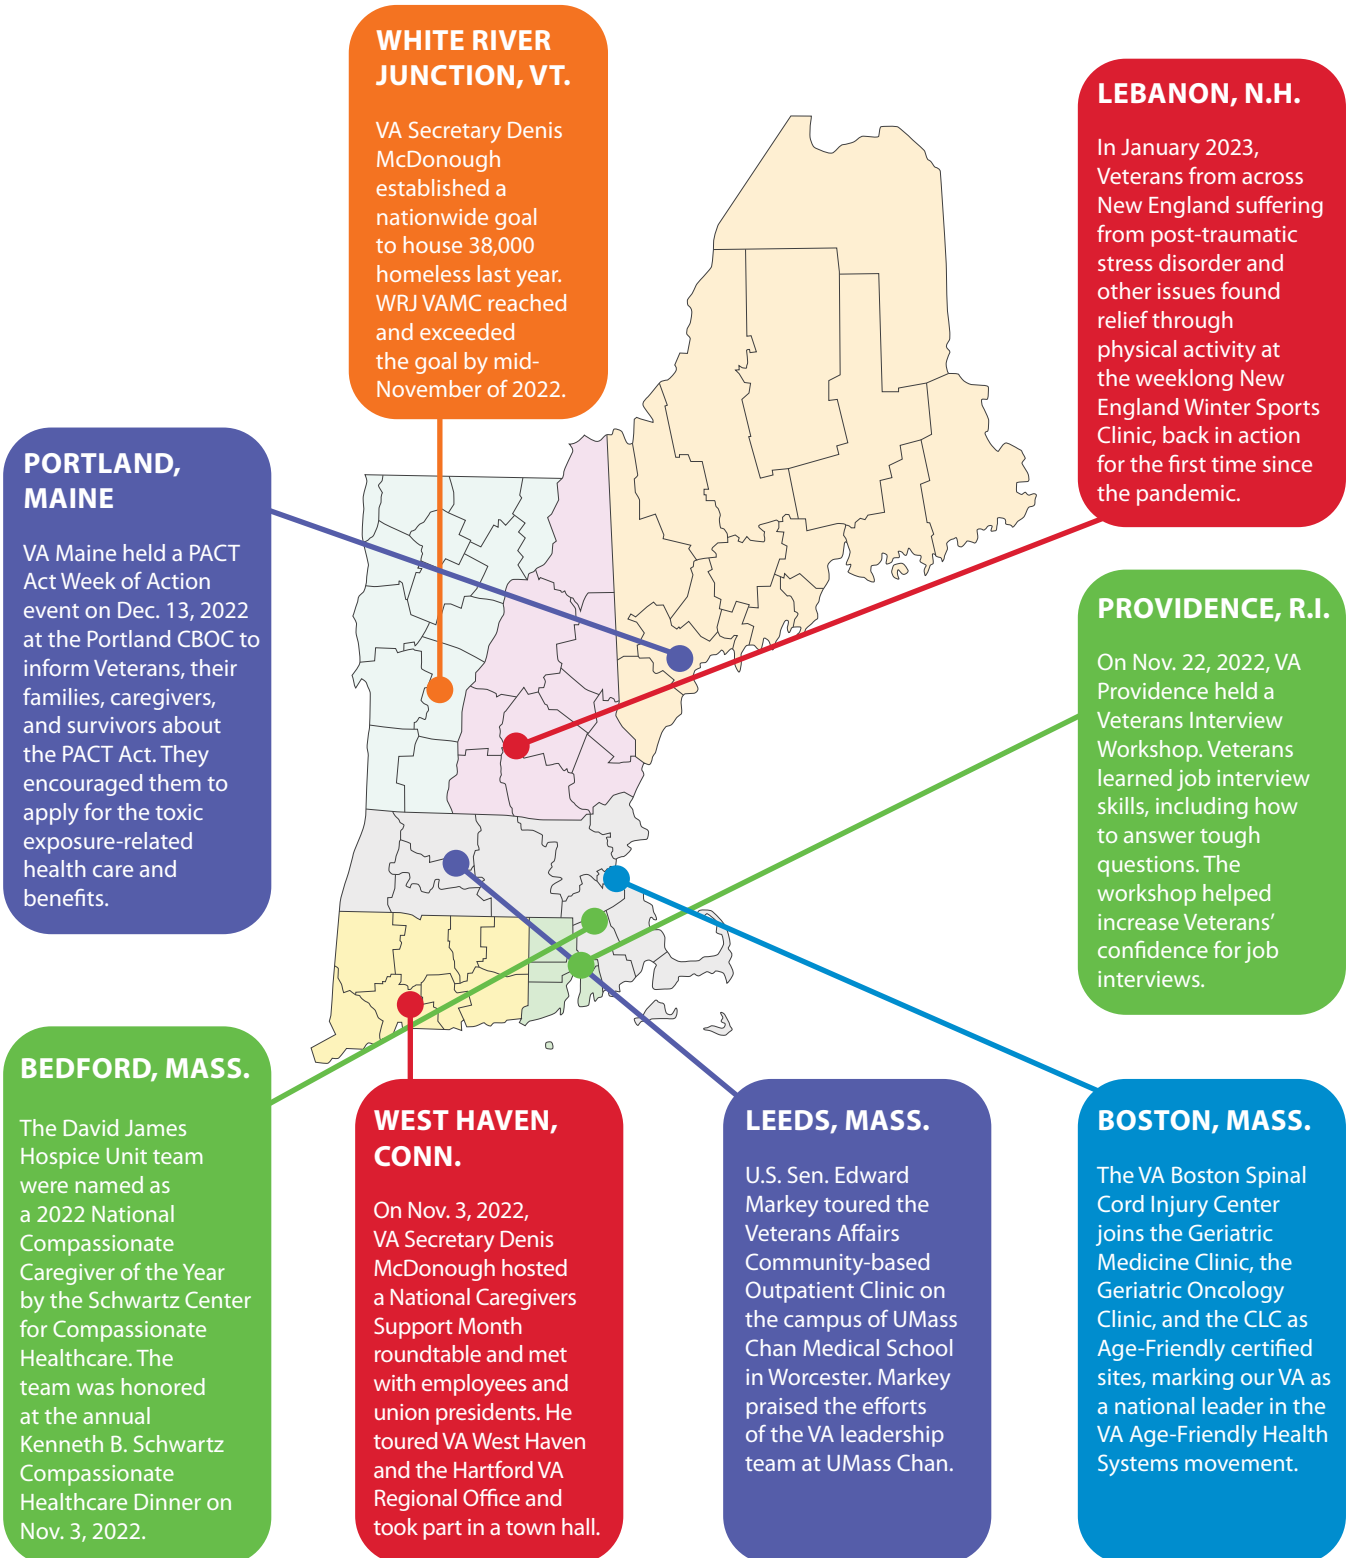 WHITE RIVER
JUNCTION, VT.
VA Secretary Denis
McDonough
established a
nationwide goal
to house 38,000
homeless last year.
WRJ VAMC reached
and exceeded
the goal by mid-
November of 2022.
LEBANON, N.H.
In January 2023,
Veterans from across
New England suffering
from post-traumatic
stress disorder and
other issues found
relief through
physical activity at
the weeklong New
England Winter Sports
Clinic, back in action
for the first time since
the pandemic.
PORTLAND,
MAINE
VA Maine held a PACT
Act Week of Action
event on Dec. 13, 2022
at the Portland CBOC to
inform Veterans, their
families, caregivers,
and survivors about
the PACT Act. They
encouraged them to
apply for the toxic
exposure-related
health care and
benefits.
PROVIDENCE, R.I.
On Nov. 22, 2022, VA
Providence held a
Veterans Interview
Workshop. Veterans
learned job interview
skills, including how
to answer tough
questions. The
workshop helped
increase Veterans'
confidence for job
interviews.
BEDFORD, MASS.
The David James
Hospice Unit team
were named as
a 2022 National
Compassionate
Caregiver of the Year
by the Schwartz Center
for Compassionate
Healthcare. The
team was honored
at the annual
Kenneth B. Schwartz
Compassionate
Healthcare Dinner on
Nov. 3, 2022.
WEST HAVEN,
CONN.
On Nov. 3, 2022,
VA Secretary Denis
McDonough hosted
a National Caregivers
Support Month
roundtable and met
with employees and
union presidents. He
toured VA West Haven
and the Hartford VA
Regional Office and
took part in a town hall.
LEEDS, MASS.
U.S. Sen. Edward
Markey toured the
Veterans Affairs
Community-based
Outpatient Clinic on
the campus of UMass
Chan Medical School
in Worcester. Markey
praised the efforts
of the VA leadership
team at UMass Chan.
BOSTON, MASS.
The VA Boston Spinal
Cord Injury Center
joins the Geriatric
Medicine Clinic, the
Geriatric Oncology
Clinic, and the CLC as
Age-Friendly certified
sites, marking our VA as
a national leader in the
VA Age-Friendly Health
Systems movement.